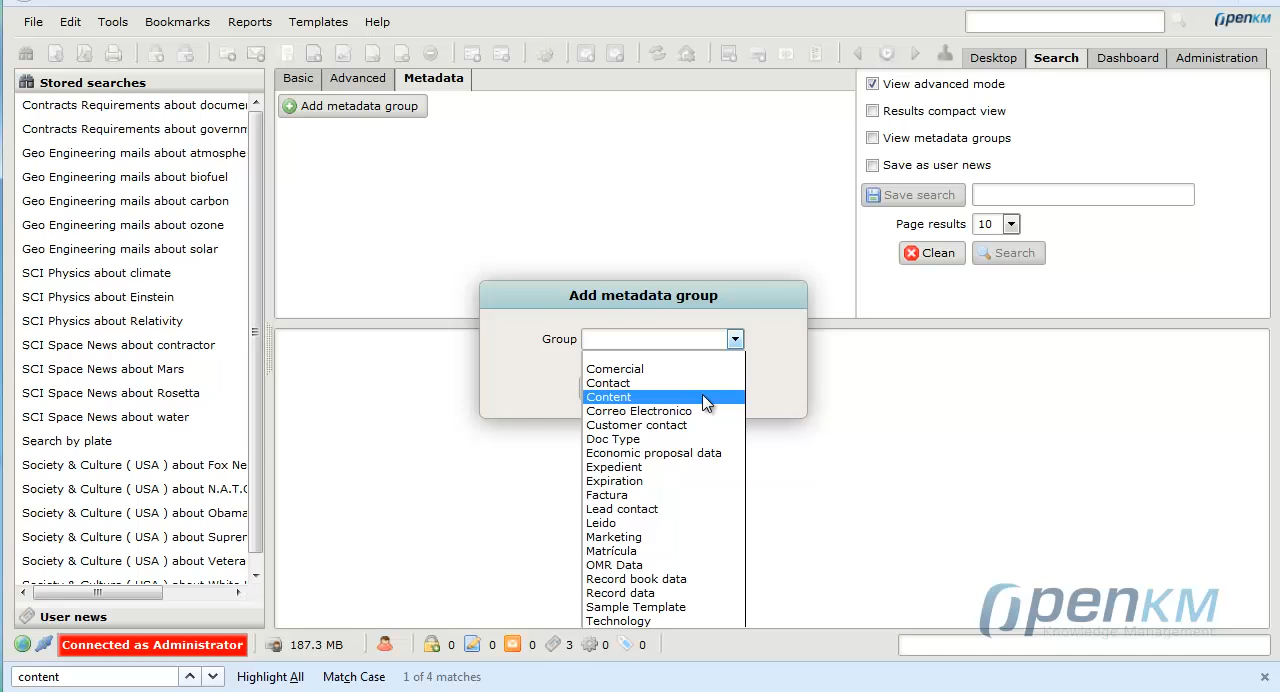 File Edit Tools Bookmarks Reports Templates Help
OPENKM
Desktop Search Dashboard Administration
Stored searches
Contracts Requirements about docume
Contracts Requirements about governm
Geo Engineering mails about atmosphe
Geo Engineering mails about biofuel
Geo Engineering mails about carbon
Geo Engineering mails about ozone
Geo Engineering mails about solar
SCI Physics about climate
SCI Physics about Einstein
SCI Physics about Relativity
SCI Space News about contractor
SCI Space News about Mars
SCI Space News about Rosetta
SCI Space News about water
Search by plate
Society & Culture ( USA ) about Fox Ne
Society & Culture ( USA ) about N.A.T.O
Society & Culture ( USA ) about Obama
Society & Culture ( USA ) about Suprem
Society & Culture ( USA ) about Vetera
Society & Culture ( USA ) about White
User news
Basic Advanced Metadata
Add metadata group
View advanced mode
Results compact view
View metadata groups
Save as user news
Save search
Page results 10
Clean Search
Add metadata group
Group
Comercial
Contact
Content
Correo Electronico
Customer contact
Doc Type
Economic proposal data
Expedient
Expiration
Factura
Lead contact
Leido
Marketing
Matrícula
OMR Data
Record book data
Record data
Sample Template
Technology
OPENKM
Knowledge Management
Connected as Administrator 187.3 MB 0 0 0 3 0 0
content Highlight All Match Case 1 of 4 matches